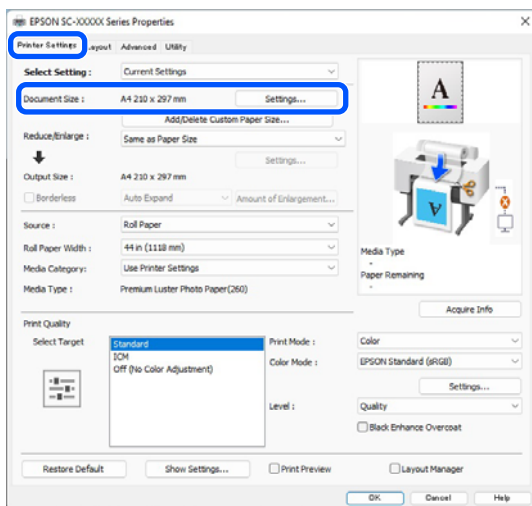 EPSON SC-XXXXX Series Properties
Printer Settings ayout Advanced Utility
Select Setting : Current Settings
Document Size : A4 210 x 297 mm Settings...
Add/Delete Custom Paper Size...
Reduce/Enlarge : Same as Paper Size
Settings...
Output Size : A4 210 x 297 mm
Borderless Auto Expand Amount of Enlargement...
Source : Roll Paper
Roll Paper Width : 44 in (1118 mm)
Media Category: Use Printer Settings
Media Type : Premium Luster Photo Paper(260)
A
A
Media Type
-
Paper Remaining
-
Acquire Info
Print Quality
Select Target
Standard
ICM
Off (No Color Adjustment)
Print Mode : Color
Color Mode : EPSON Standard (sRGB)
Settings...
Level : Quality
Black Enhance Overcoat
Restore Default Show Settings... Print Preview Layout Manager
OK Cancel Help